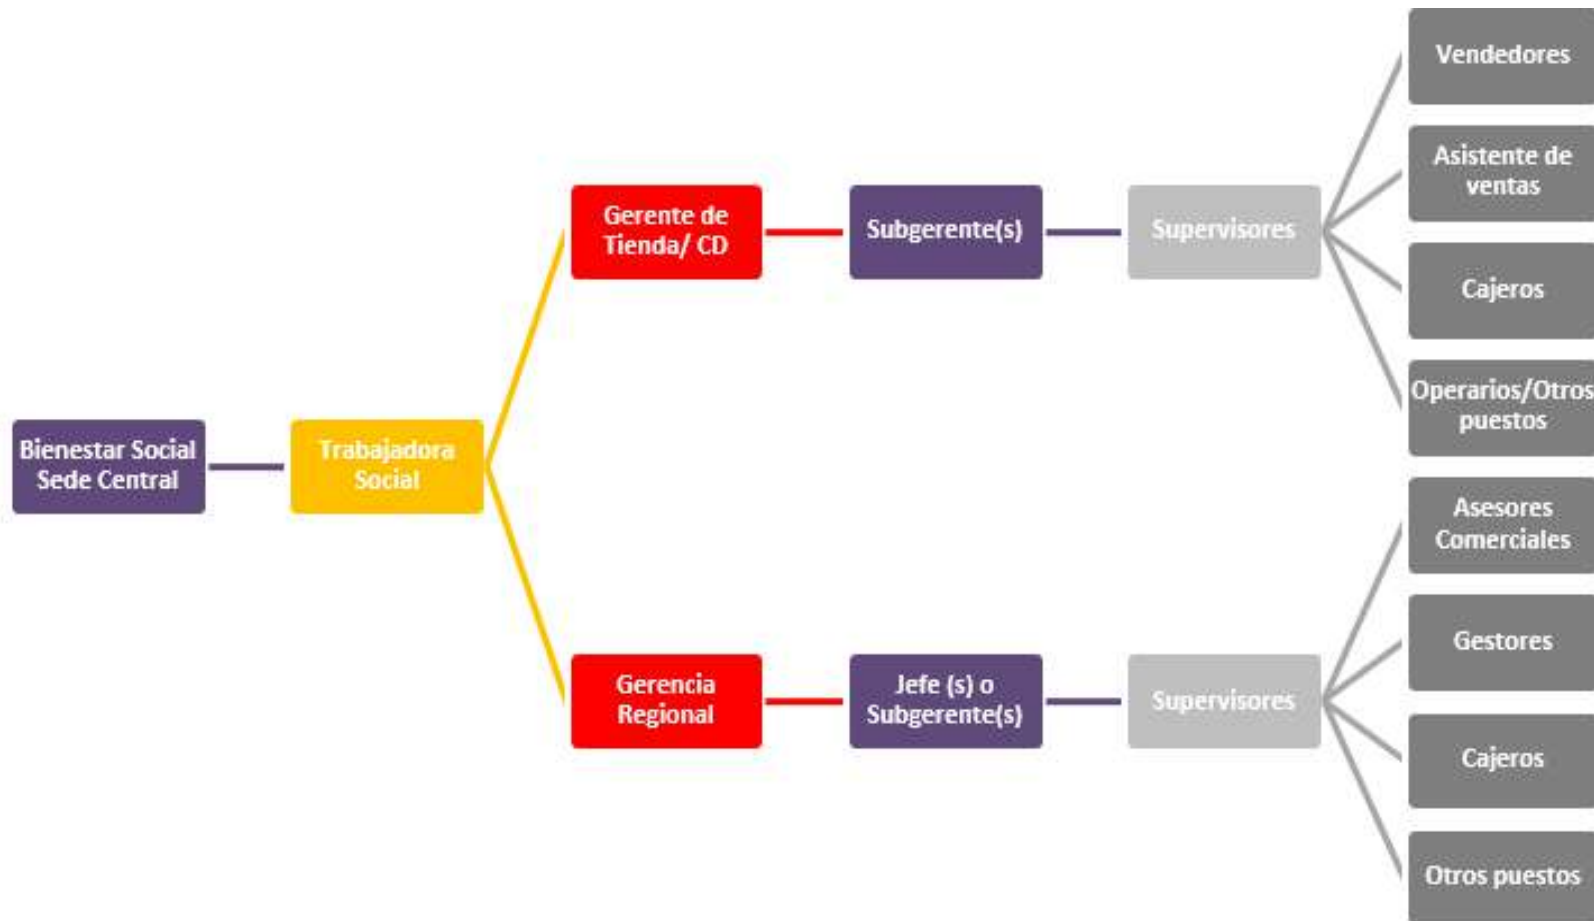 Bienestar Social
Sede Central
Trabajadora
Social
Gerente de
Tienda/ CD
Subgerente(s)
Supervisores
Vendedores
Asistente de
ventas
Cajeros
Operarios/Otros
puestos
Gerencia
Regional
Jefe (s) o
Subgerente(s)
Supervisores
Asesores
Comerciales
Gestores
Cajeros
Otros puestos